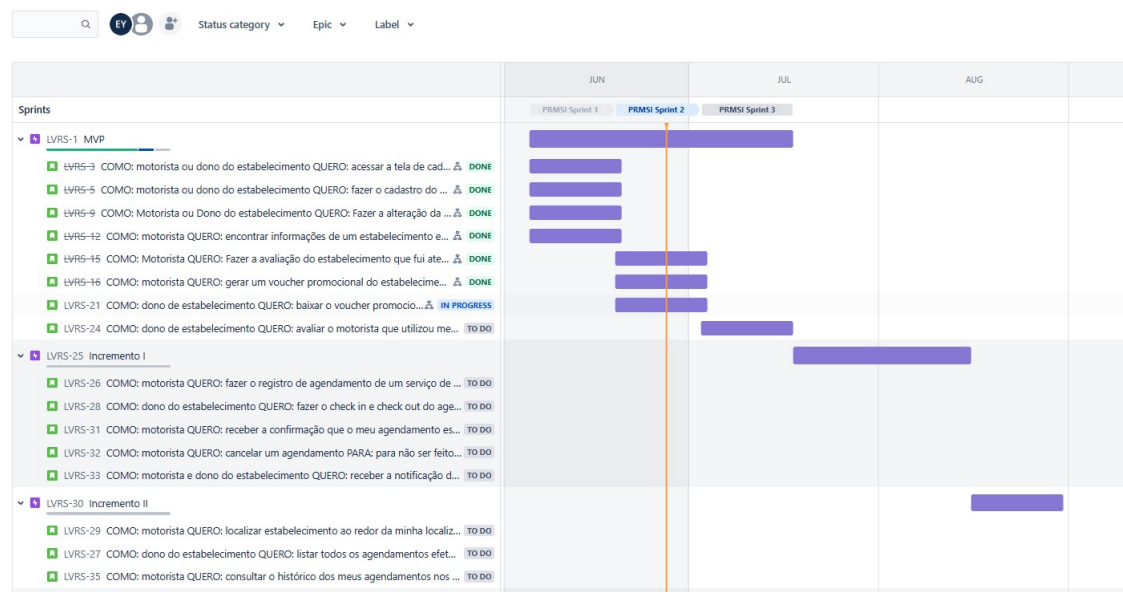 EY
Status category
Epic
Label
JUN JUL AUG
Sprints
PRMSI Sprint 1 PRMSI Sprint 2 PRMSI Sprint 3
LVRS-1 MVP
LVRS-3 COMO: motorista ou dono do estabelecimento QUERO: acessar a tela de cad... DONE
LVRS-5 COMO: motorista ou dono do estabelecimento QUERO: fazer o cadastro do ... DONE
LVRS-9 COMO: Motorista ou Dono do estabelecimento QUERO: Fazer a alteração da ... DONE
LVRS-12 COMO: motorista QUERO: encontrar informações de um estabelecimento e... DONE
LVRS-15 COMO: Motorista QUERO: Fazer a avaliação do estabelecimento que fui ate... DONE
LVRS-16 COMO: motorista QUERO: gerar um voucher promocional do estabelecime... DONE
LVRS-21 COMO: dono de estabelecimento QUERO: baixar o voucher promocio... IN PROGRESS
LVRS-24 COMO: dono de estabelecimento QUERO: avaliar o motorista que utilizou me... TO DO
LVRS-25 Incremento I
LVRS-26 COMO: motorista QUERO: fazer o registro de agendamento de um serviço de ... TO DO
LVRS-28 COMO: dono do estabelecimento QUERO: fazer o check in e check out do age... TO DO
LVRS-31 COMO: motorista QUERO: receber a confirmação que o meu agendamento es... TO DO
LVRS-32 COMO: motorista QUERO: cancelar um agendamento PARA: para não ser feito... TO DO
LVRS-33 COMO: motorista e dono do estabelecimento QUERO: receber a notificação d... TO DO
LVRS-30 Incremento II
LVRS-29 COMO: motorista QUERO: localizar estabelecimento ao redor da minha localiz... TO DO
LVRS-27 COMO: dono do estabelecimento QUERO: listar todos os agendamentos efet... TO DO
LVRS-35 COMO: motorista QUERO: consultar o histórico dos meus agendamentos nos ... TO DO